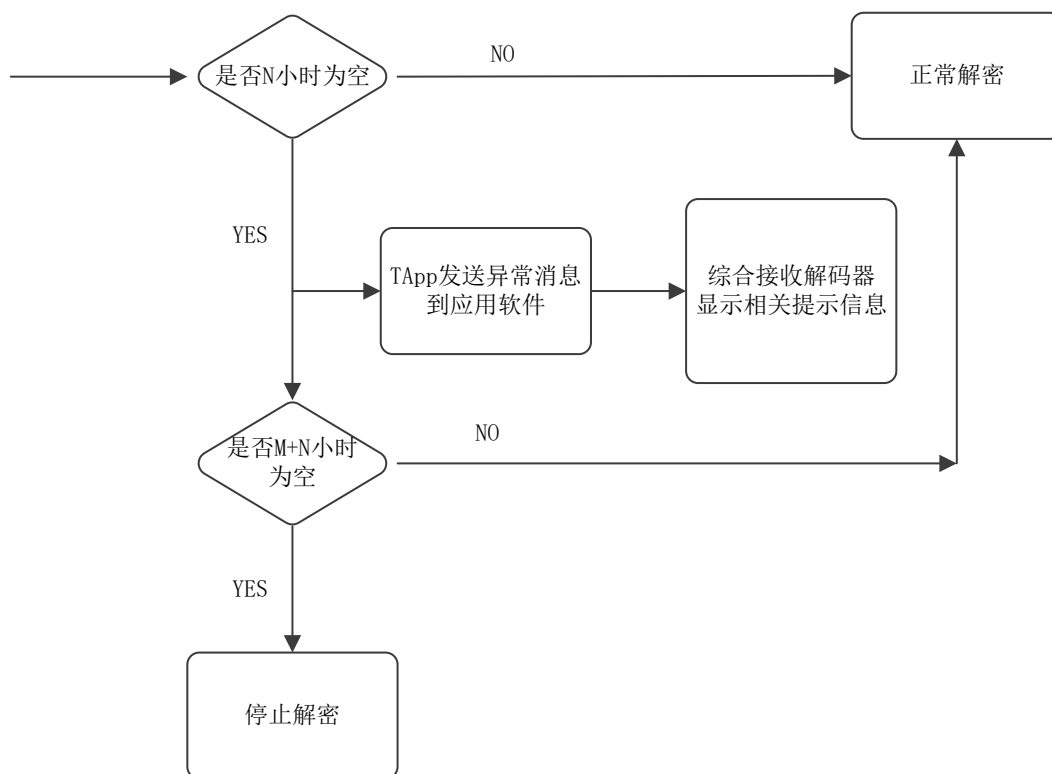 是否N小时为空
NO
正常解密
YES
TApp发送异常消息
到应用软件
综合接收解码器
显示相关提示信息
是否M+N小时
为空
NO
YES
停止解密